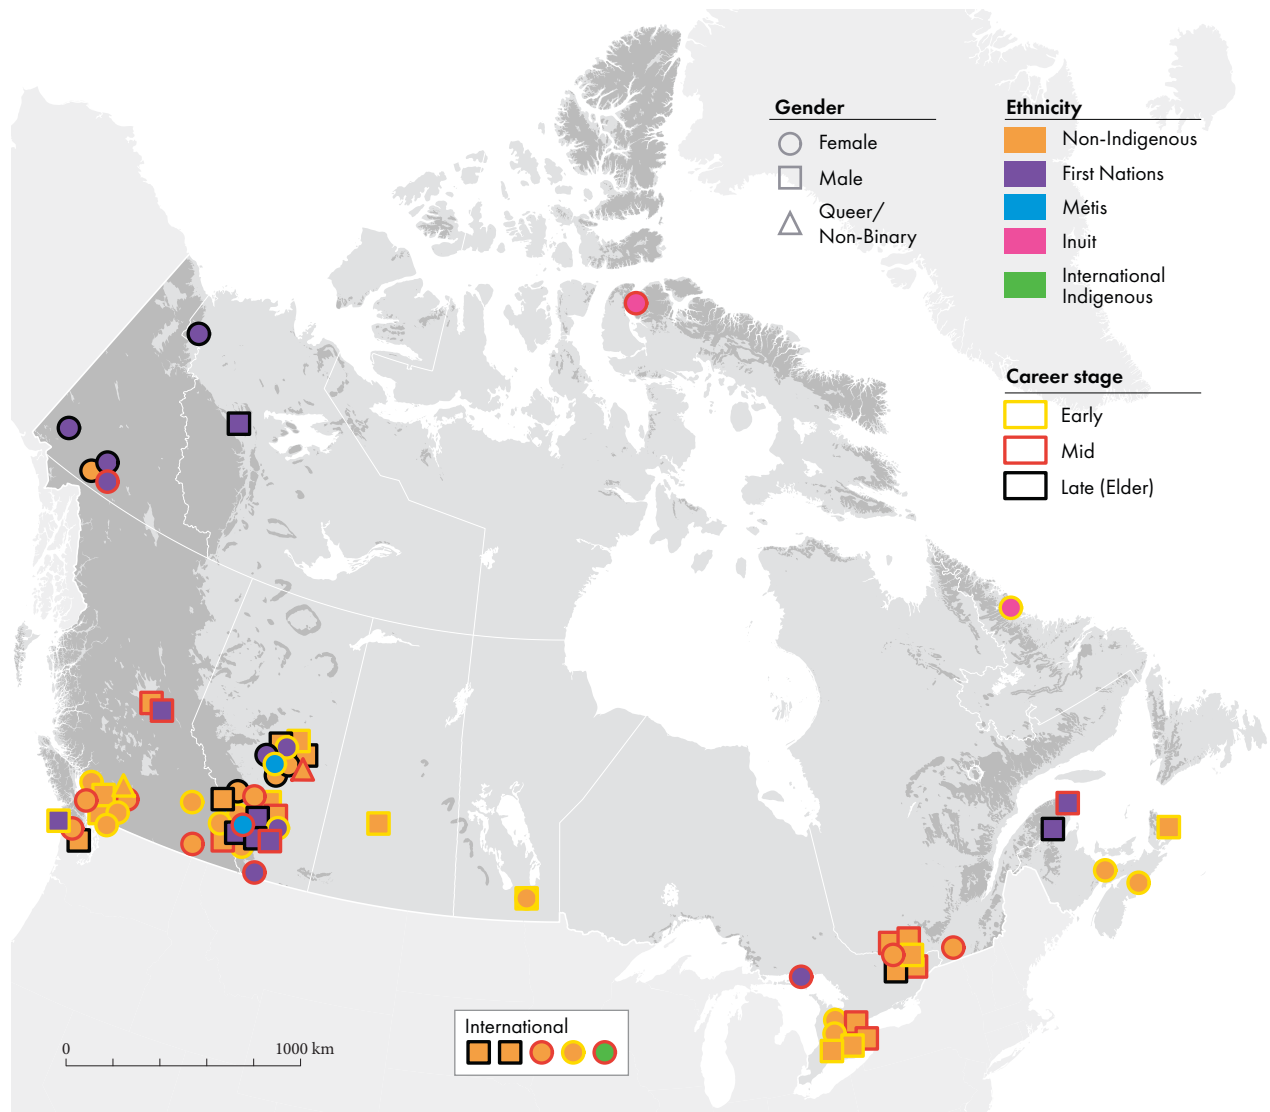 Gender
Female
Male
Queer/
Non-Binary
Ethnicity
Non-Indigenous
First Nations
Métis
Inuit
International
Indigenous
Career stage
Early
Mid
Late (Elder)
International
0
1000 km